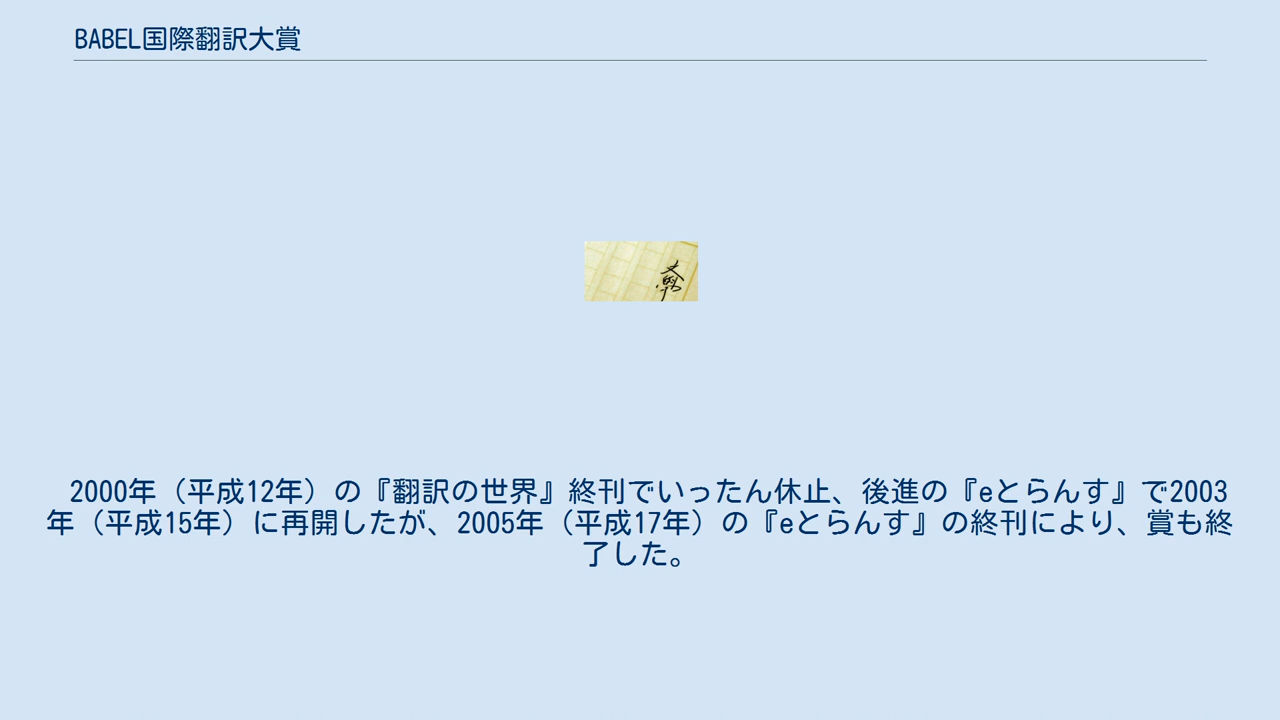 BABEL国際翻訳大賞
2000年（平成12年）の『翻訳の世界』終刊でいったん休止、後進の『eとらんす』で2003
年（平成15年）に再開したが、2005年（平成17年）の『eとらんす』の終刊により、賞も終
了した。